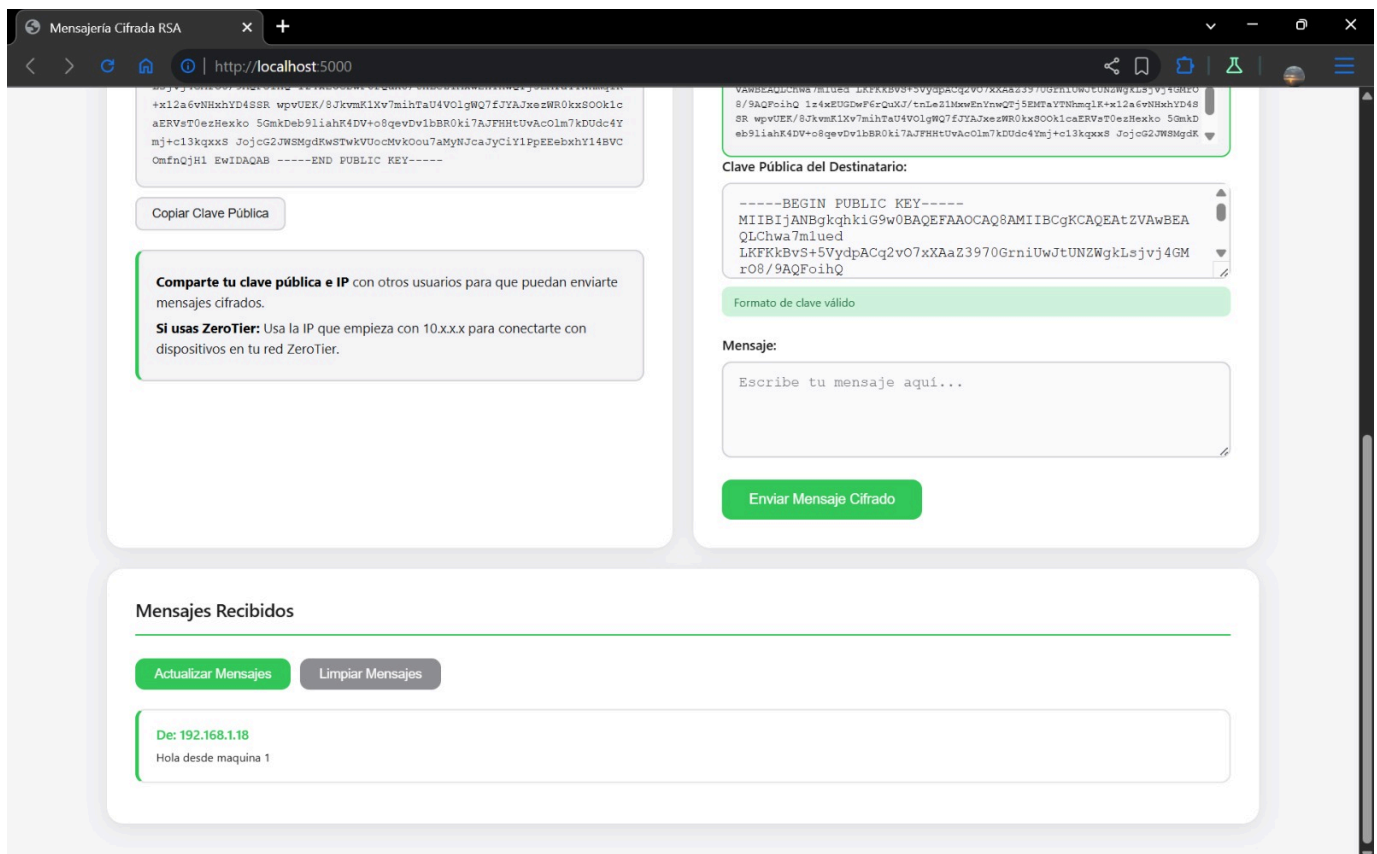 Mensajería Cifrada RSA
http://localhost:5000
+x12a6vNHxhYD4SSR wpvUEK/8JkvmKlXv7mihTaU4VOlgWQ7fJYAJxezWR0kxSOOk1c
aERVsT0ezHexko 5GmkDeb9liahK4DV+o8qevDv1bBR0ki7AJFHHtUvAcOlm7kDUdc4Y
mj+c13kqxxS JojcG2JWSMgdKwSTwkVUocMvkOou7aMyNJcaJyCiY1PpEEebxhY14BVC
OmfnQjHl EwIDAQAB -----END PUBLIC KEY-----
Copiar Clave Pública
Comparte tu clave pública e IP con otros usuarios para que puedan enviarte
mensajes cifrados.
Si usas ZeroTier: Usa la IP que empieza con 10.x.x.x para conectarte con
dispositivos en tu red ZeroTier.
8/9AQFoihQ 1z4xEUGDwF6rQuXJ/tnLeZlNxwEnYnwQTj5EMTaYTNhmqlK+x12a6vNHxhYD4S
SR wpvUEK/8JkvmKlXv7mihTaU4VOlgWQ7fJYAJxezWR0kxSOOk1caERVsT0ezHexko 5GmkD
eb9liahK4DV+o8qevDv1bBR0ki7AJFHHtUvAcOlm7kDUdc4Ymj+c13kqxxS JojcG2JWSMgdK
Clave Pública del Destinatario:
-----BEGIN PUBLIC KEY-----
MIIBIjANBgkqhkiG9w0BAQEFAAOCAQ8AMIIBCgKCAQEAtZVAwBEA
QLChwa7m1ued
LKFKkBvS+5VydpACq2vO7xXAaZ3970GrniUwJtUNZWgkLsjvj4GM
rO8/9AQFoihQ
Formato de clave válido
Mensaje:
Escribe tu mensaje aquí...
Enviar Mensaje Cifrado
Mensajes Recibidos
Actualizar Mensajes
Limpiar Mensajes
De: 192.168.1.18
Hola desde maquina 1